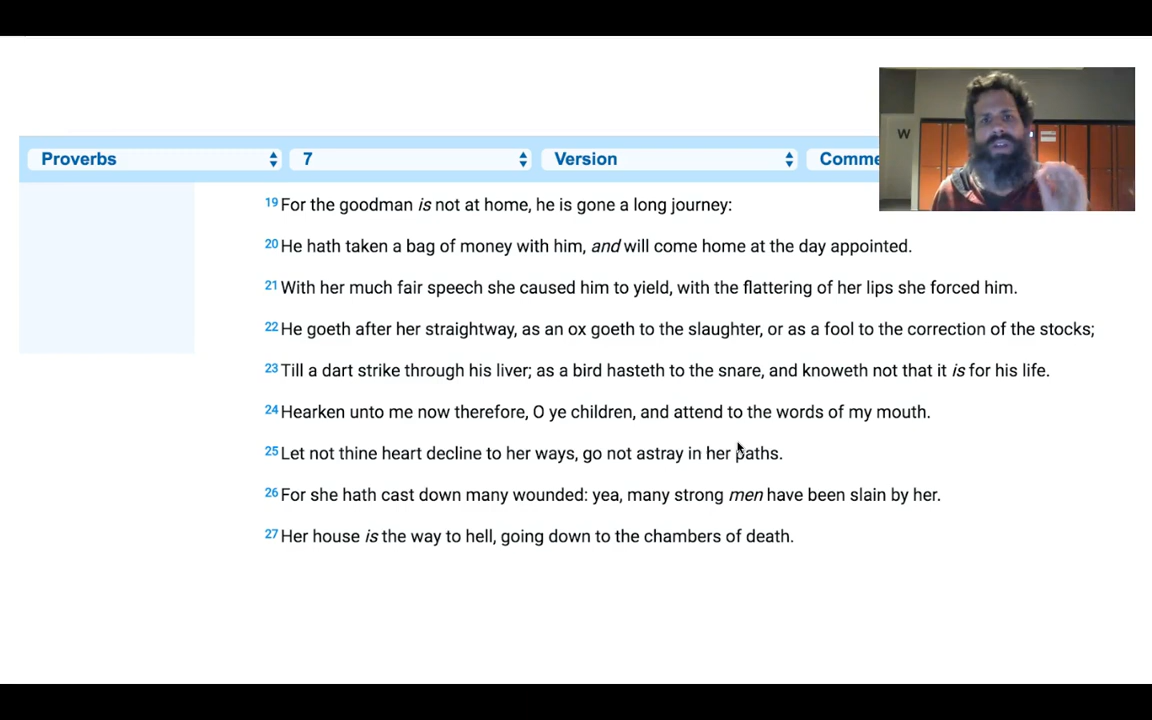 W
Proverbs 7 Version Comme
19 For the goodman is not at home, he is gone a long journey:
20 He hath taken a bag of money with him, and will come home at the day appointed.
21 With her much fair speech she caused him to yield, with the flattering of her lips she forced him.
22 He goeth after her straightway, as an ox goeth to the slaughter, or as a fool to the correction of the stocks;
23 Till a dart strike through his liver; as a bird hasteth to the snare, and knoweth not that it is for his life.
24 Hearken unto me now therefore, O ye children, and attend to the words of my mouth.
25 Let not thine heart decline to her ways, go not astray in her paths.
26 For she hath cast down many wounded: yea, many strong men have been slain by her.
27 Her house is the way to hell, going down to the chambers of death.